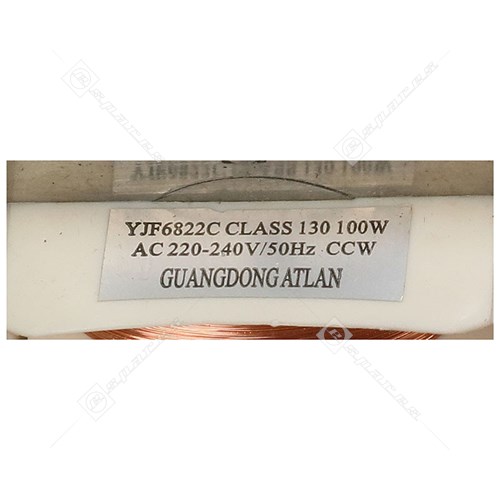 YJF6822C CLASS 130 100W
AC 220-240V/50Hz CCW
GUANGDONG ATLAN